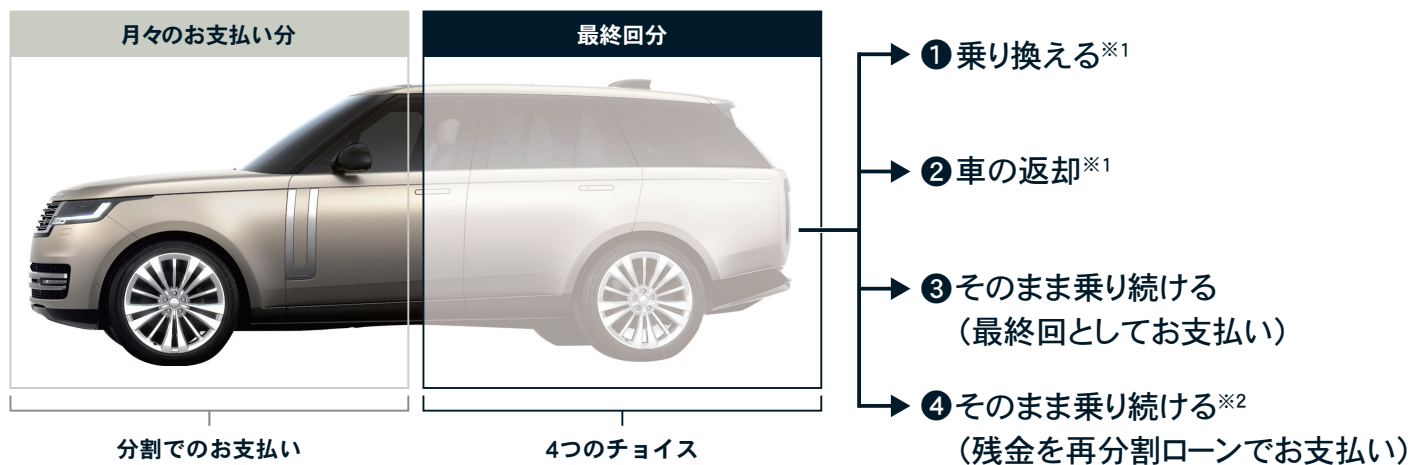 月々のお支払い分
最終回分
❶乗り換える※1
❷車の返却※1
❸そのまま乗り続ける
（最終回としてお支払い）
❹そのまま乗り続ける※2
（残金を再分割ローンでお支払い）
分割でのお支払い
4つのチョイス